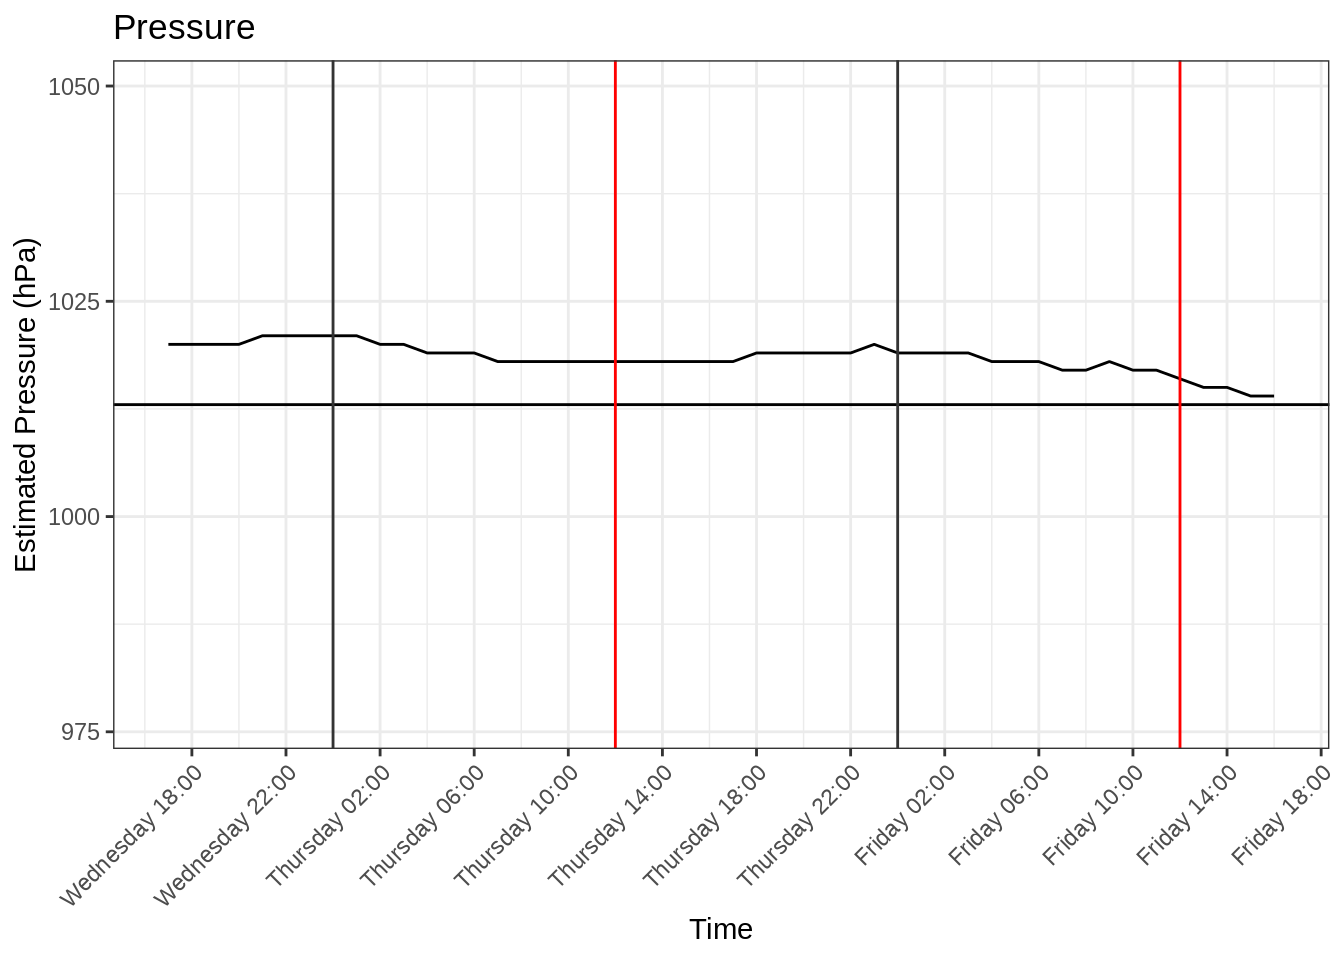 Pressure
Estimated Pressure (hPa)
1050
1025
1000
975
Wednesday 18:00
Wednesday 22:00
Thursday 02:00
Thursday 06:00
Thursday 10:00
Thursday 14:00
Thursday 18:00
Thursday 22:00
Friday 02:00
Friday 06:00
Friday 10:00
Friday 14:00
Friday 18:00
Time